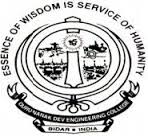 ESSENCE OF WISDOM IS SERVICE OF HUMANITY
GURU NANAK DEV ENGINEERING COLLEGE
BIDAR - INDIA